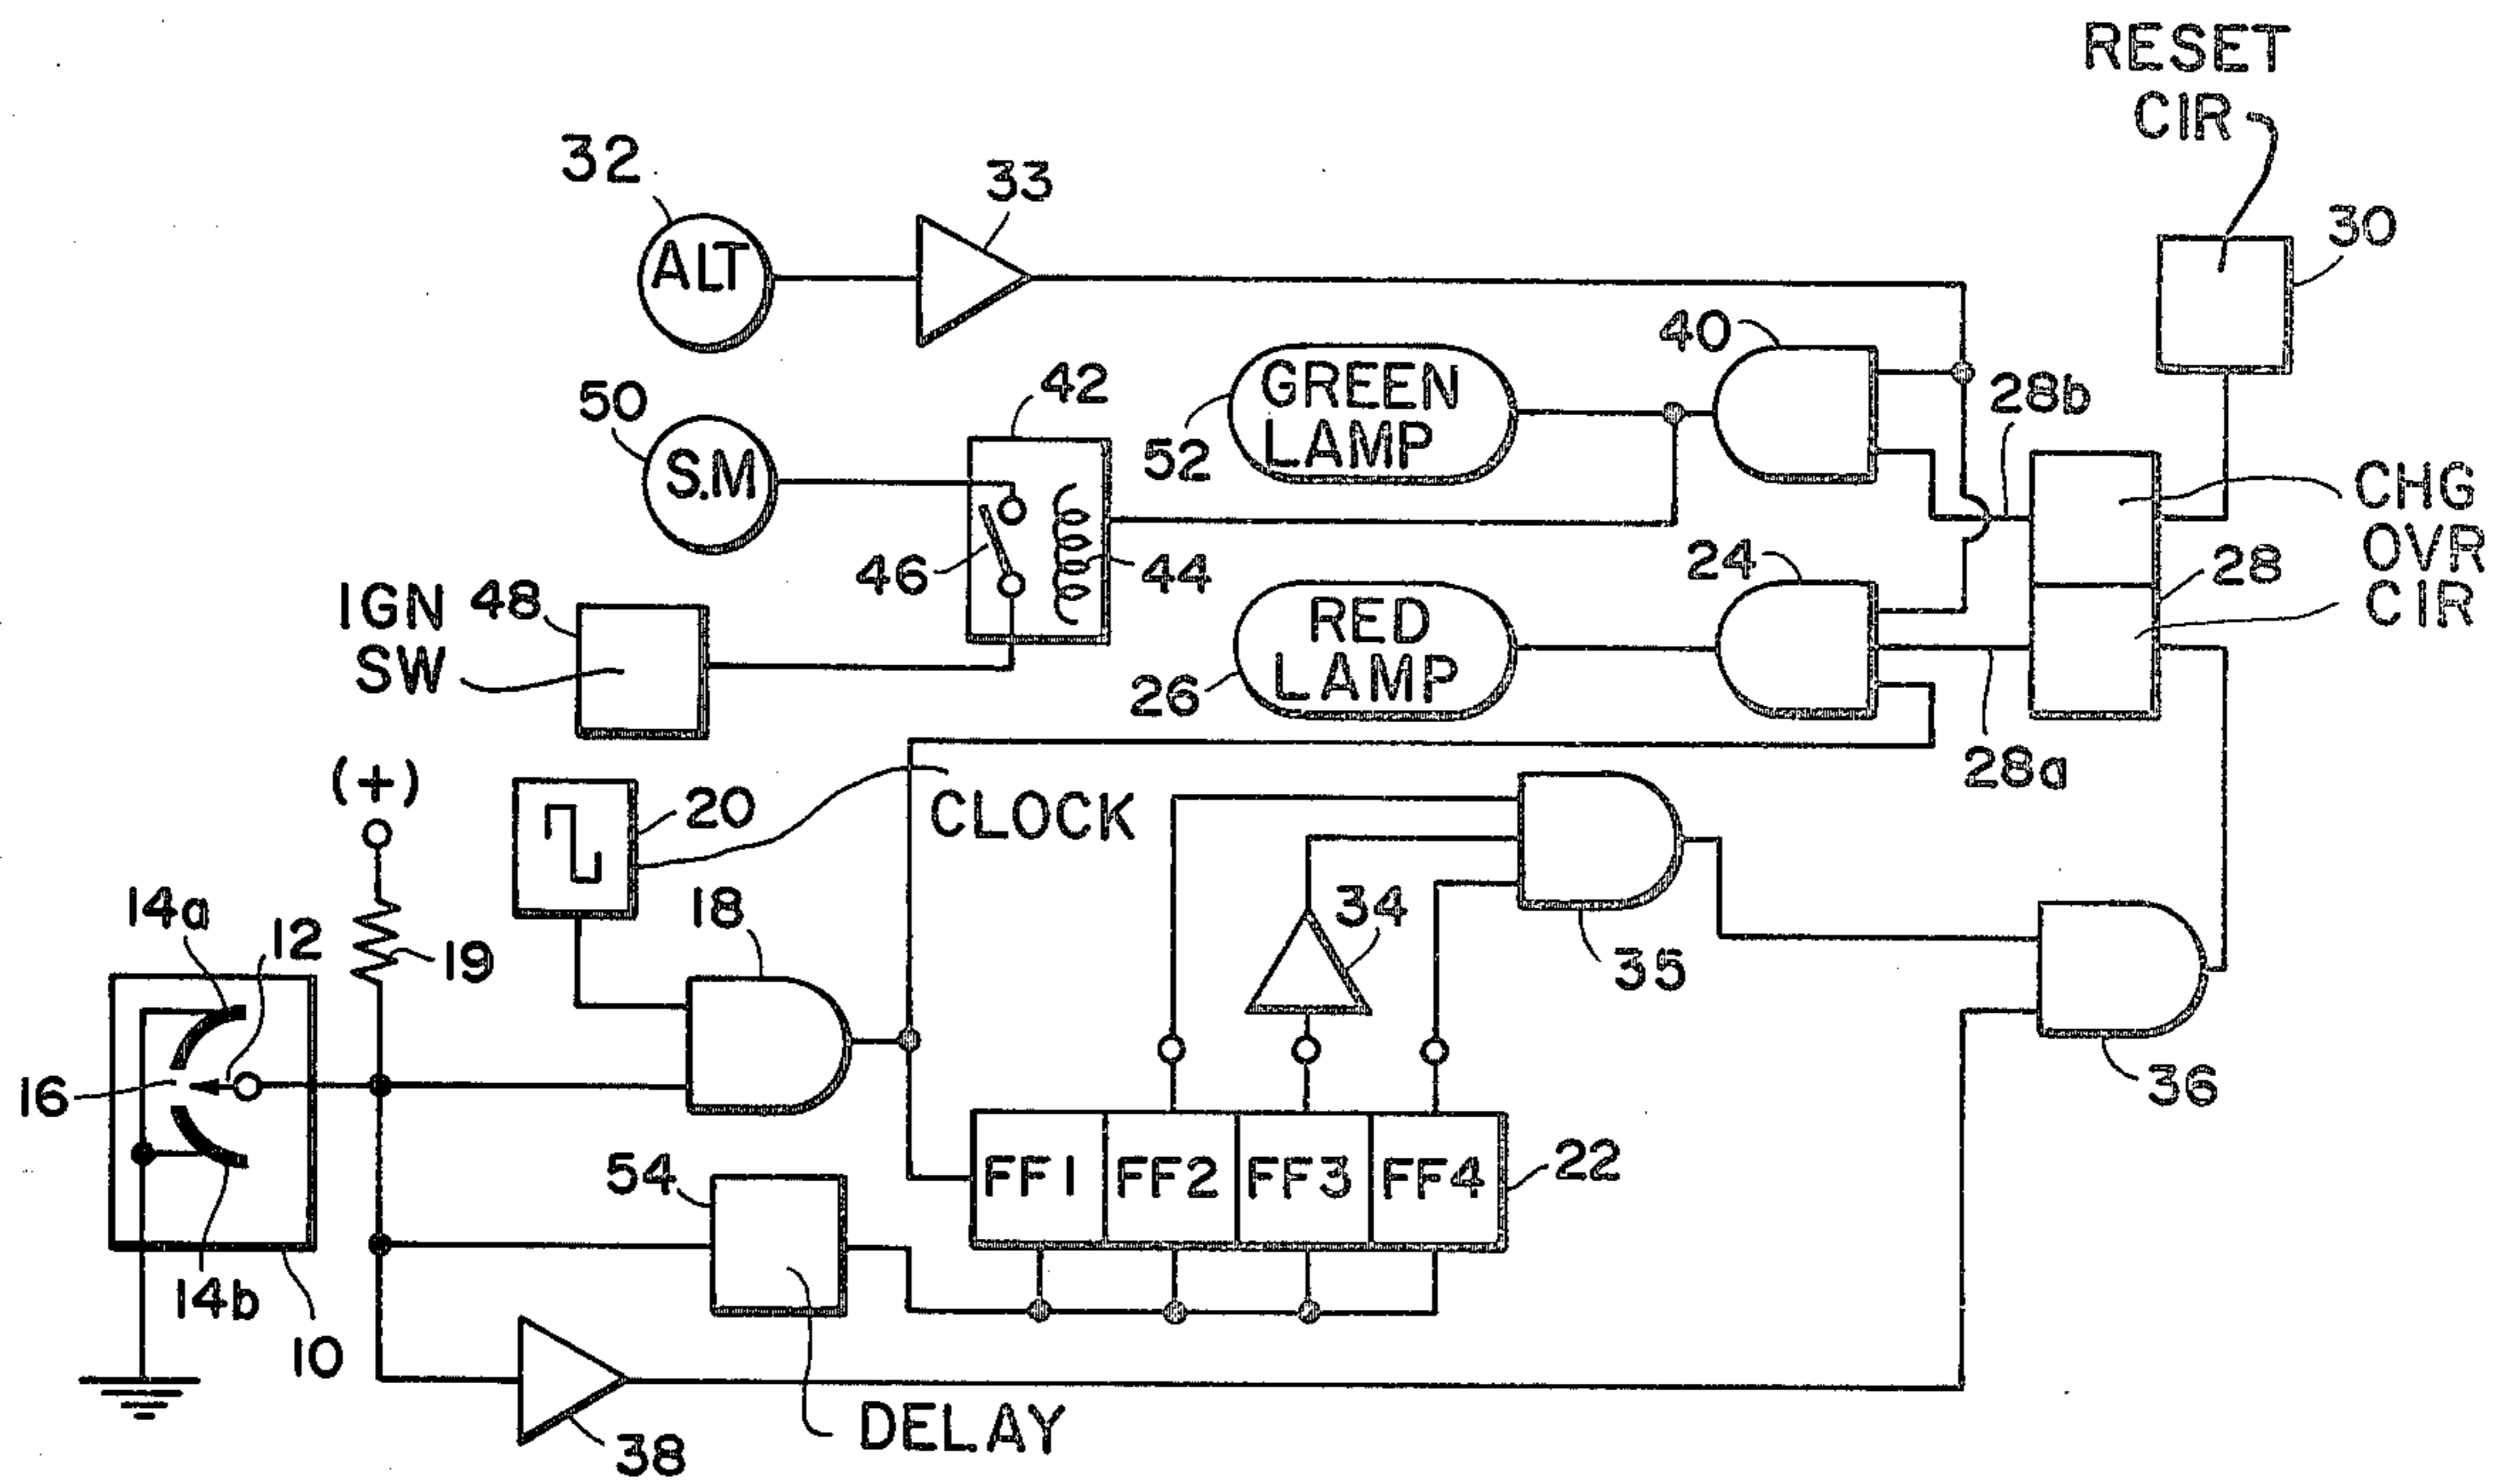 RESET
CIR
32
33
30
ALT
40
50
42
GREEN
LAMP
28b
52
S.M
CHG
OVR
CIR
46
44
24
28
IGN
SW
48
RED
LAMP
26
28a
(+)
20
CLOCK
14a
12
18
34
19
35
16
36
54
FF1
FF2
FF3
FF4
22
14b
10
DELAY
38